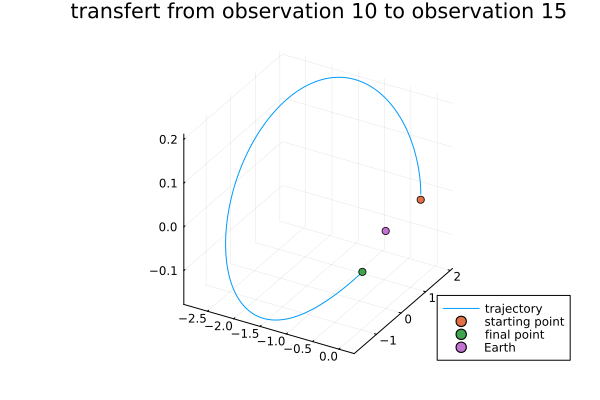 transfert from observation 10 to observation 15
0.2
0.1
0.0
−0.1
−2.5
−2.0
−1.5
−1.0
−0.5
0.0
−1
0
1
2
trajectory
starting point
final point
Earth